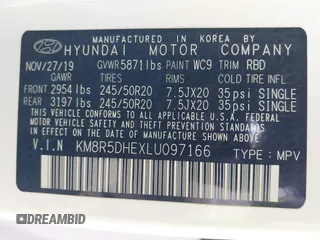 MANUFACTURED IN KOREA BY
HYUNDAI MOTOR COMPANY
NOV/27/19 GVWR 5871lbs PAINT WC9 TRIM RBD
GAWR TIRES RIMS COLD TIRE INFLATION
FRONT 2954lbs 245/50R20 7.5JX20 35psi SINGLE
REAR 3197lbs 245/50R20 7.5JX20 35psi SINGLE
THIS VEHICLE CONFORMS TO ALL APPLICABLE
FEDERAL MOTOR VEHICLE SAFETY, BUMPER, AND
THEFT PREVENTION STANDARDS IN EFFECT ON
THE DATE OF MANUFACTURE SHOWN ABOVE.
V.I.N KM8R5DHEXLU097166 TYPE : MPV
DREAMBID